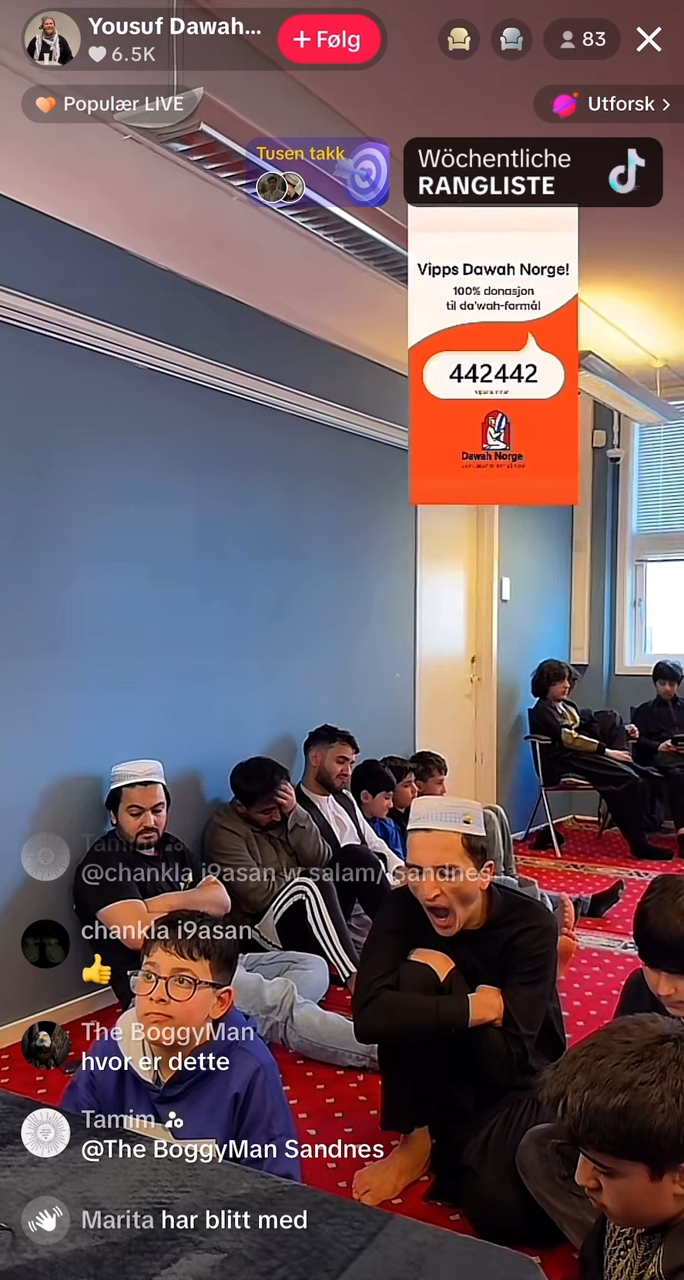 Yousuf Dawah...
6.5K
+ Følg
83
Populær LIVE
Utforsk >
Tusen takk
Wöchentliche
RANGLISTE
Vipps Dawah Norge!
100% donasjon
til da'wah-formål
442442
Dawah Norge
Tamim
@chankla i9asan w salam/ Sandnes
chankla i9asan
👍
The BoggyMan
hvor er dette
Tamim
@The BoggyMan Sandnes
Marita har blitt med